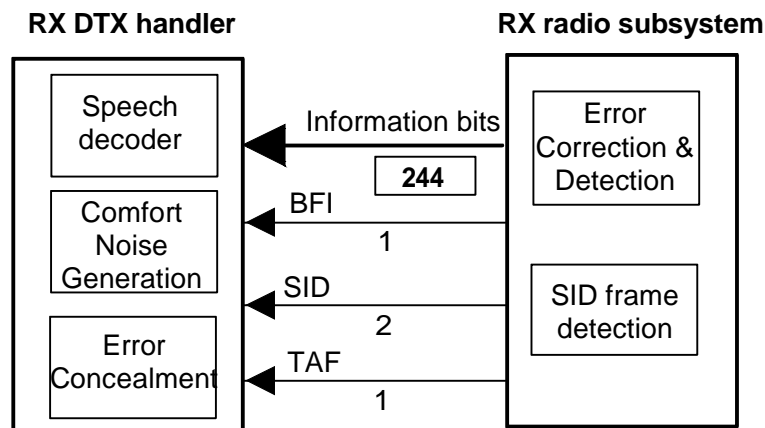 RX DTX handler
RX radio subsystem
Speech
decoder
Information bits
244
Error
Correction &
Detection
Comfort
Noise
Generation
BFI
1
SID
2
SID frame
detection
Error
Concealment
TAF
1